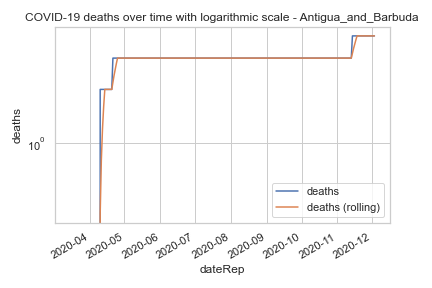 COVID-19 deaths over time with logarithmic scale - Antigua_and_Barbuda
deaths
10⁰
deaths
deaths (rolling)
2020-04
2020-05
2020-06
2020-07
2020-08
2020-09
2020-10
2020-11
2020-12
dateRep